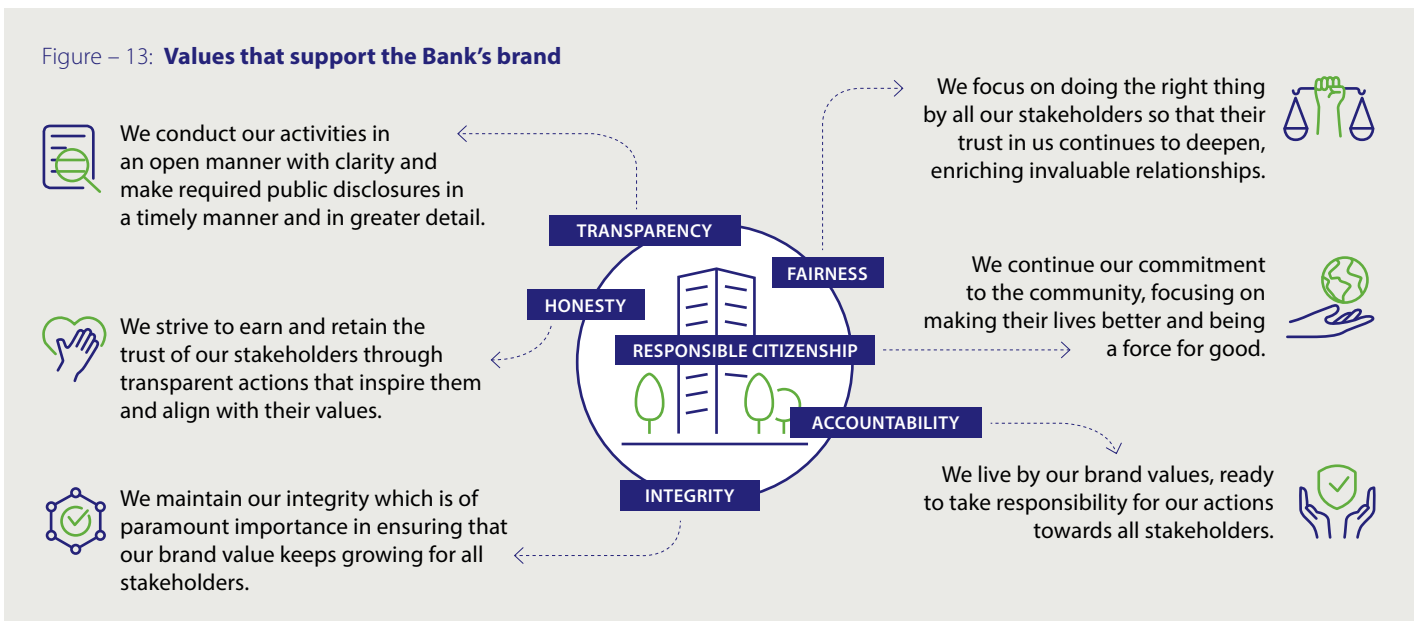 Figure – 13: Values that support the Bank's brand
We conduct our activities in
an open manner with clarity and
make required public disclosures in
a timely manner and in greater detail.
We strive to earn and retain the
trust of our stakeholders through
transparent actions that inspire them
and align with their values.
We maintain our integrity which is of
paramount importance in ensuring that
our brand value keeps growing for all
stakeholders.
TRANSPARENCY
FAIRNESS
HONESTY
RESPONSIBLE CITIZENSHIP
ACCOUNTABILITY
INTEGRITY
We focus on doing the right thing
by all our stakeholders so that their
trust in us continues to deepen,
enriching invaluable relationships.
We continue our commitment
to the community, focusing on
making their lives better and being
a force for good.
We live by our brand values, ready
to take responsibility for our actions
towards all stakeholders.